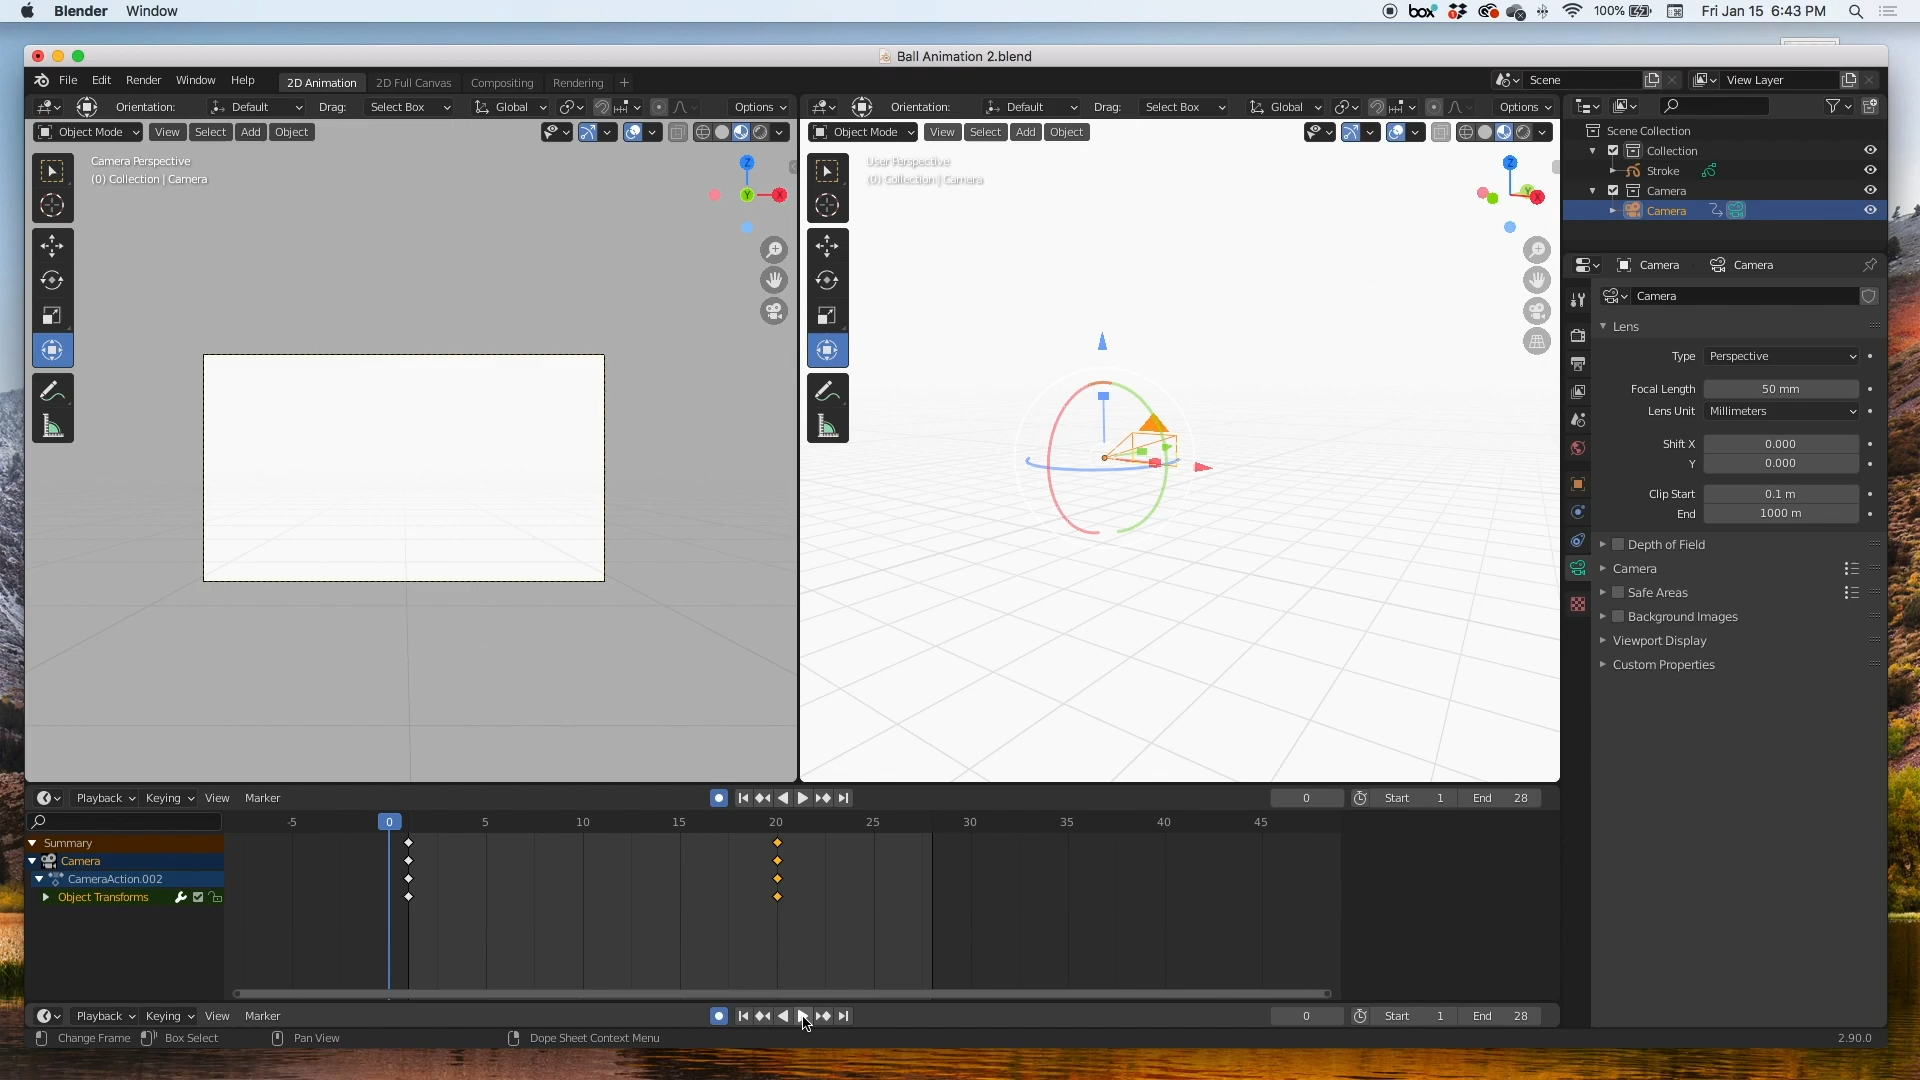 Blender Window
box 100% Fri Jan 15 6:43 PM
Ball Animation 2.blend
File Edit Render Window Help 2D Animation 2D Full Canvas Compositing Rendering + Scene View Layer
Orientation: Default Drag: Select Box Global Options
Orientation: Default Drag: Select Box Global Options
Object Mode View Select Add Object
Object Mode View Select Add Object
Camera Perspective
(0) Collection | Camera
Z
Y
X
User Perspective
(0) Collection | Camera
Z
Y
X
Scene Collection
Collection
Stroke
Camera
Camera
Camera Camera
Camera
Lens
Type Perspective
Focal Length 50 mm
Lens Unit Millimeters
Shift X 0.000
Y 0.000
Clip Start 0.1 m
End 1000 m
Depth of Field
Camera
Safe Areas
Background Images
Viewport Display
Custom Properties
Playback Keying View Marker 0 Start 1 End 28
-5 0 5 10 15 20 25 30 35 40 45
Summary
Camera
CameraAction.002
Object Transforms
Playback Keying View Marker 0 Start 1 End 28
Change Frame Box Select Pan View Dope Sheet Context Menu 2.90.0